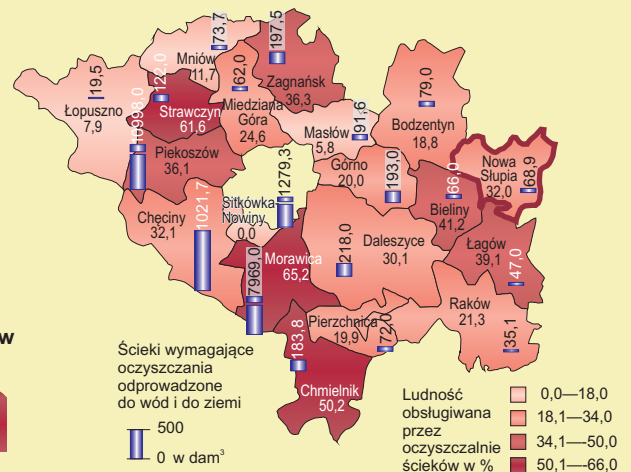 73,7
Mniów
11,7
197,5
Zagnańsk
36,3
19,5
Łopuszno
7,9
122,0
Strawczyn
61,6
62,0
Miedziana
Góra
24,6
79,0
Bodzentyn
18,8
91,6
Masłów
5,8
10998,0
Piekoszów
36,1
1279,3
Górno
20,0
193,0
66,0
Bieliny
41,2
Nowa
Słupia
32,0
68,9
Chęciny
32,1
1021,7
Sitkówka-
Nowiny
0,0
218,0
Daleszyce
30,1
Łagów
39,1
47,0
Morawica
65,2
7969,0
Raków
21,3
35,1
Pierzchnica
19,9
72,0
183,8
Chmielnik
50,2
w
Ścieki wymagające
oczyszczania
odprowadzone
do wód i do ziemi
500
0 w dam³
Ludność
obsługiwana
przez
oczyszczalnie
ścieków w %
0,0—18,0
18,1—34,0
34,1—-50,0
50,1—-66,0